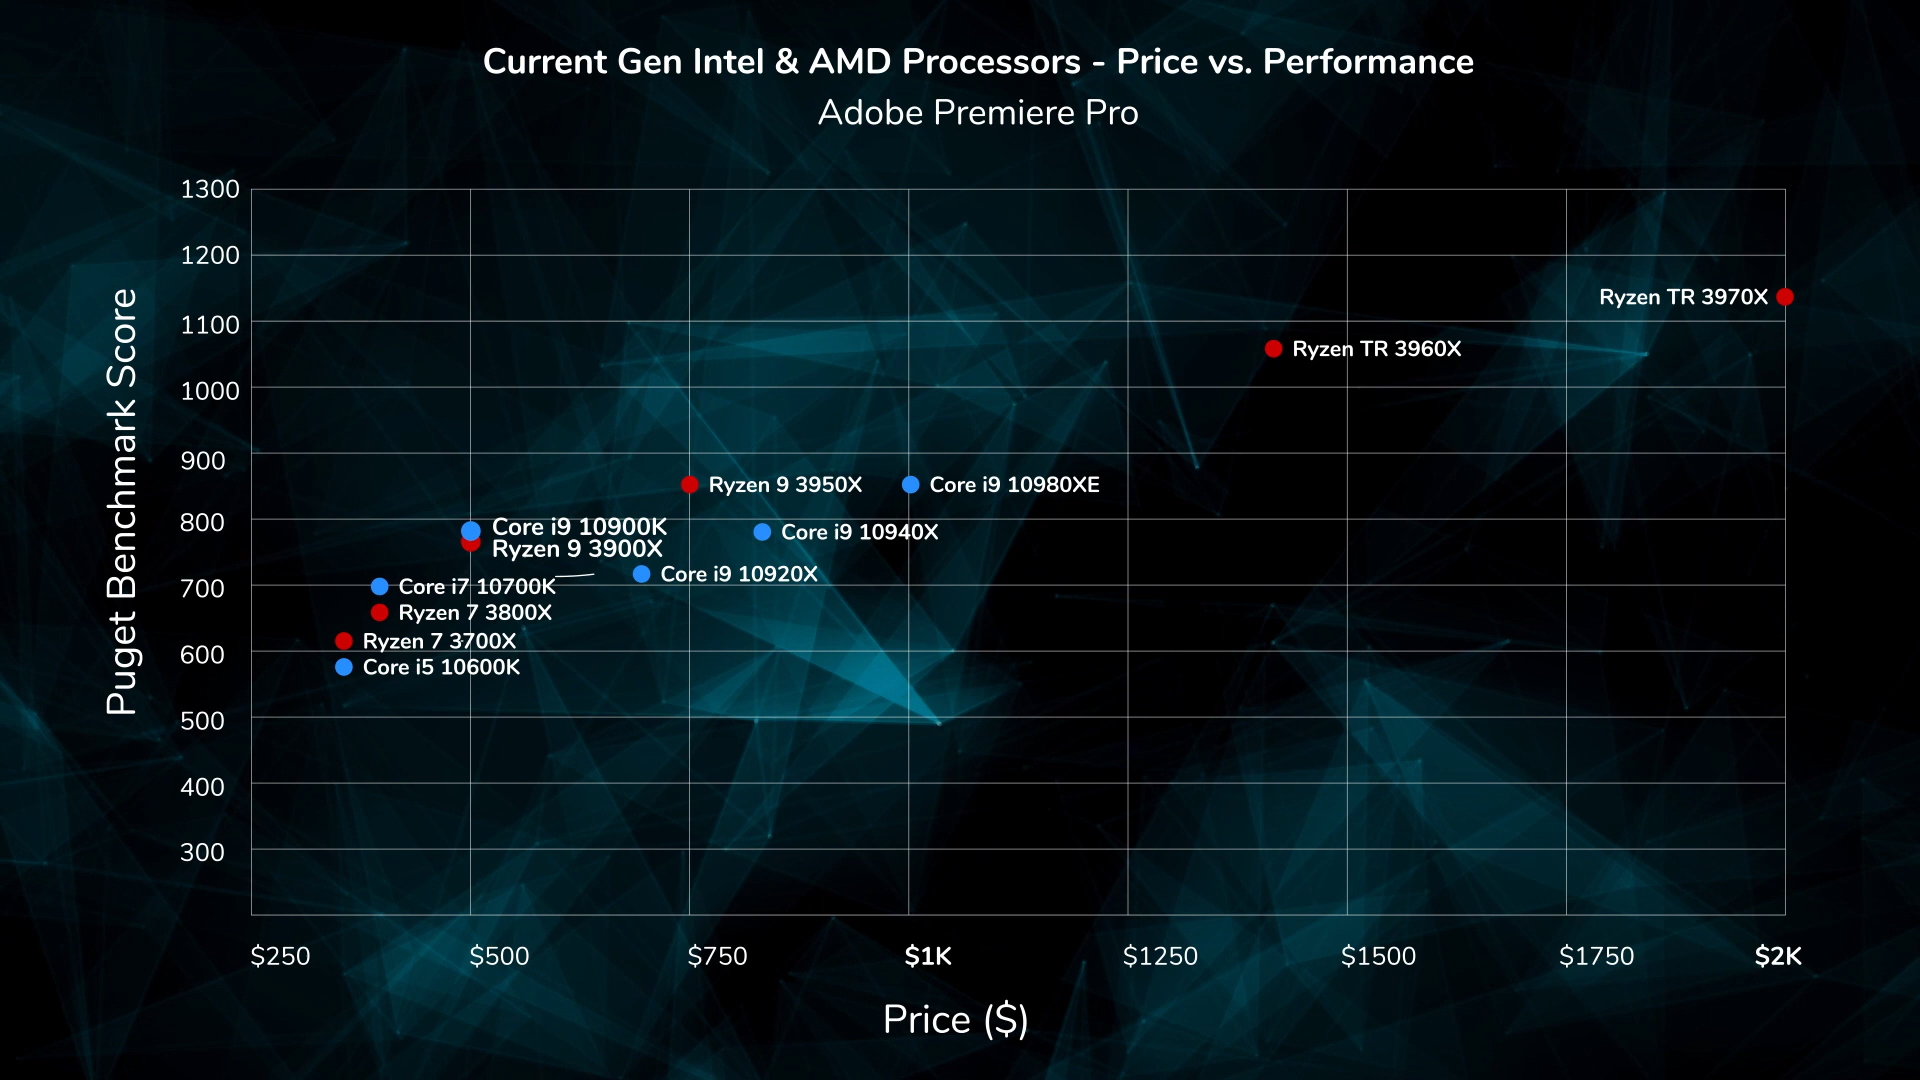 Current Gen Intel & AMD Processors - Price vs. Performance
Adobe Premiere Pro
Puget Benchmark Score
1300
1200
1100
1000
900
800
700
600
500
400
300
Ryzen TR 3970X
Ryzen TR 3960X
Ryzen 9 3950X
Core i9 10980XE
Core i9 10900K
Ryzen 9 3900X
Core i9 10940X
Core i9 10920X
Core i7 10700K
Ryzen 7 3800X
Ryzen 7 3700X
Core i5 10600K
$250
$500
$750
$1K
$1250
$1500
$1750
$2K
Price ($)